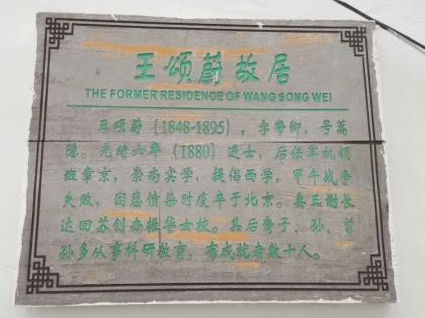 王颂蔚故居
THE FORMER RESIDENCE OF WANG SONG WEI
王颂蔚（1848-1895），字芾卿，号蒿
隐。光绪六年（1880）进士，后任军机领
班章京，崇尚实学，提倡西学，甲午战争
失败，因悲愤染时疫卒于北京。妻王谢长
达回苏创办振华女校。其后裔子、孙、曾
孙多从事科研教育，有成就者数十人。